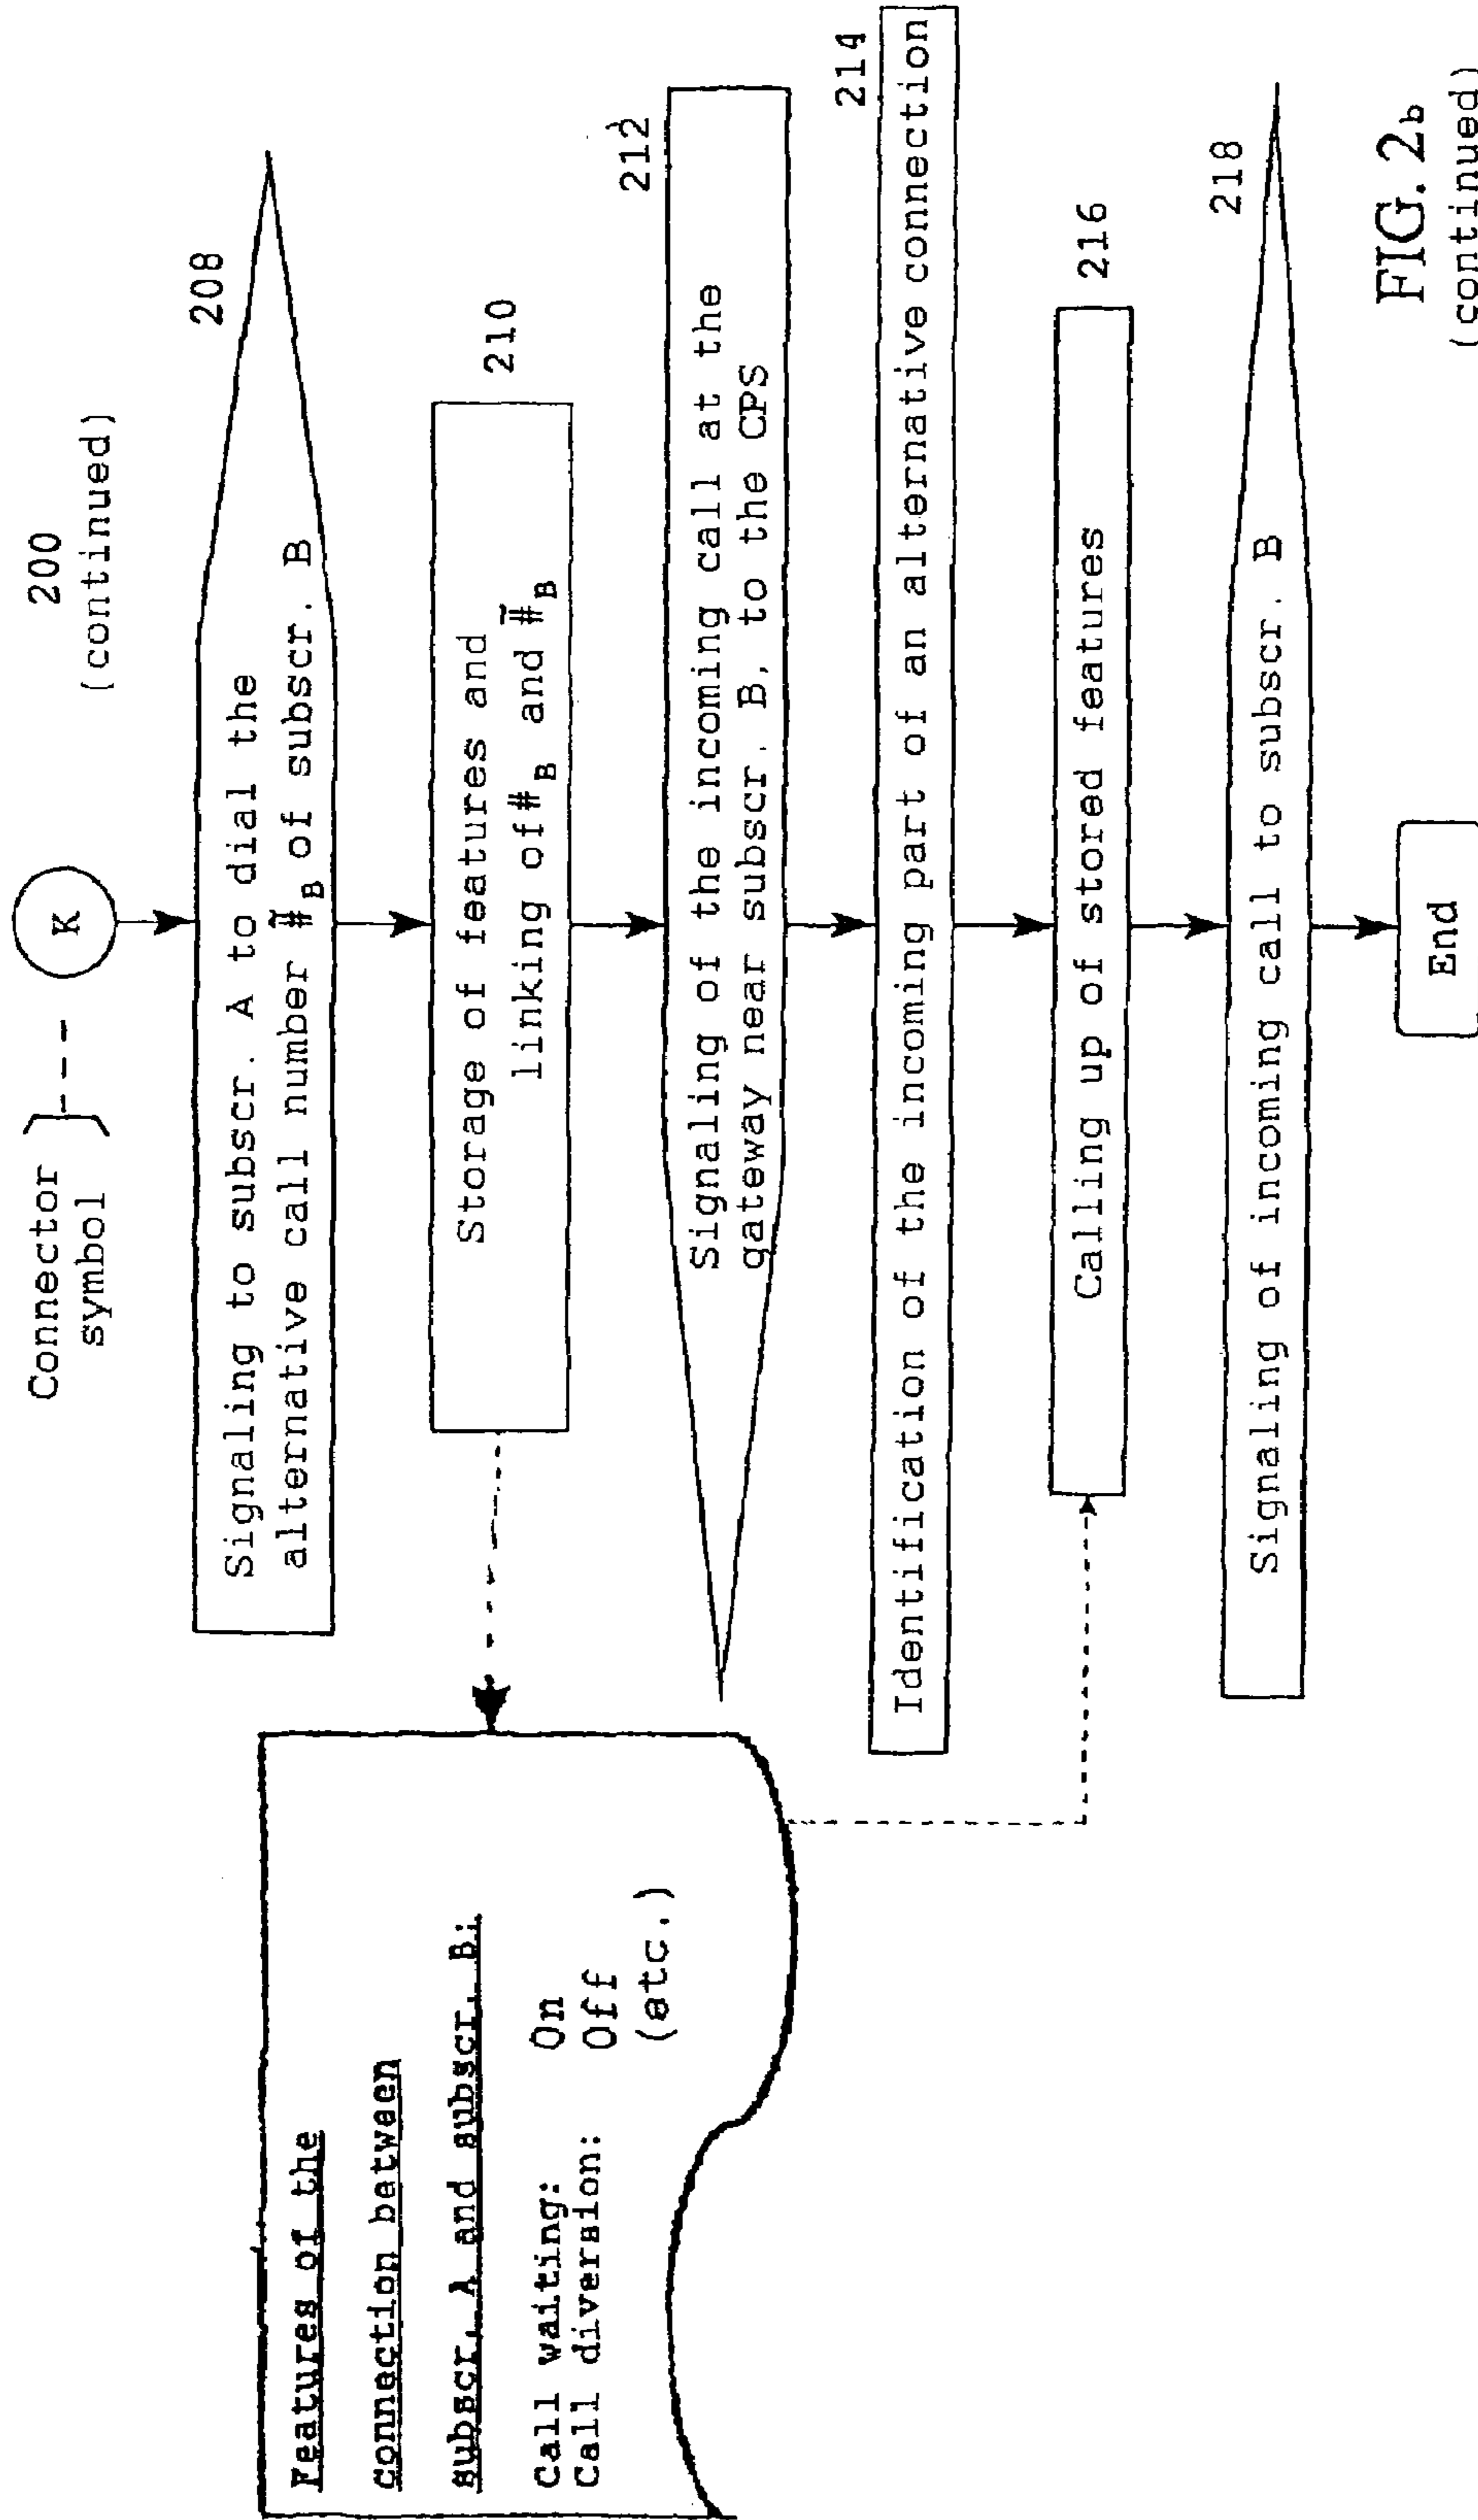 200
(continued)
Connector
symbol
K
208
Signaling to subscr. A to dial the
alternative call number #̃B of subscr. B
210
Storage of features and
linking of #B and #̃B
Features of the
connection between
subscr. A and subscr. B:
Call waiting: On
Call diversion: Off
(etc.)
212
Signaling of the incoming call at the
gateway near subscr. B, to the CPS
214
Identification of the incoming part of an alternative connection
216
Calling up of stored features
218
Signaling of incoming call to subscr. B
End
FIG. 2b
(continued)